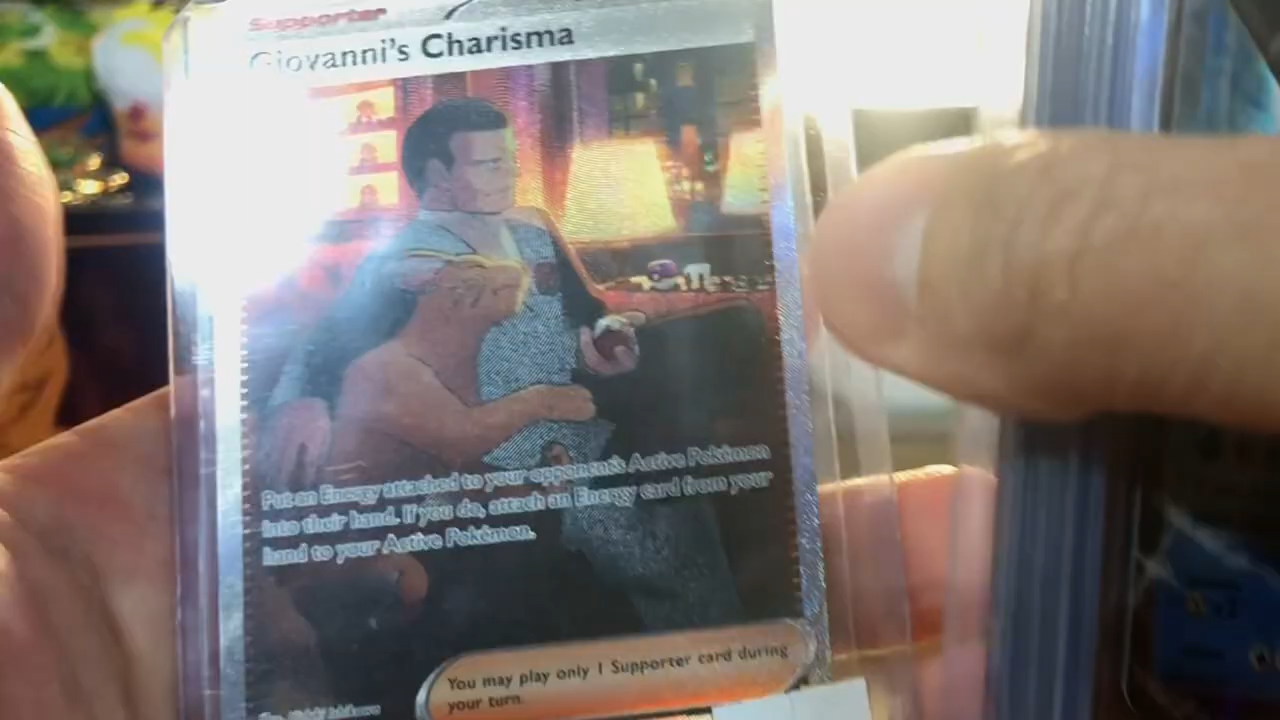 Supporter
Giovanni's Charisma
Put an Energy attached to your opponent's Active Pokémon
into their hand. If you do, attach an Energy card from your
hand to your Active Pokémon.
You may play only 1 Supporter card during
your turn.